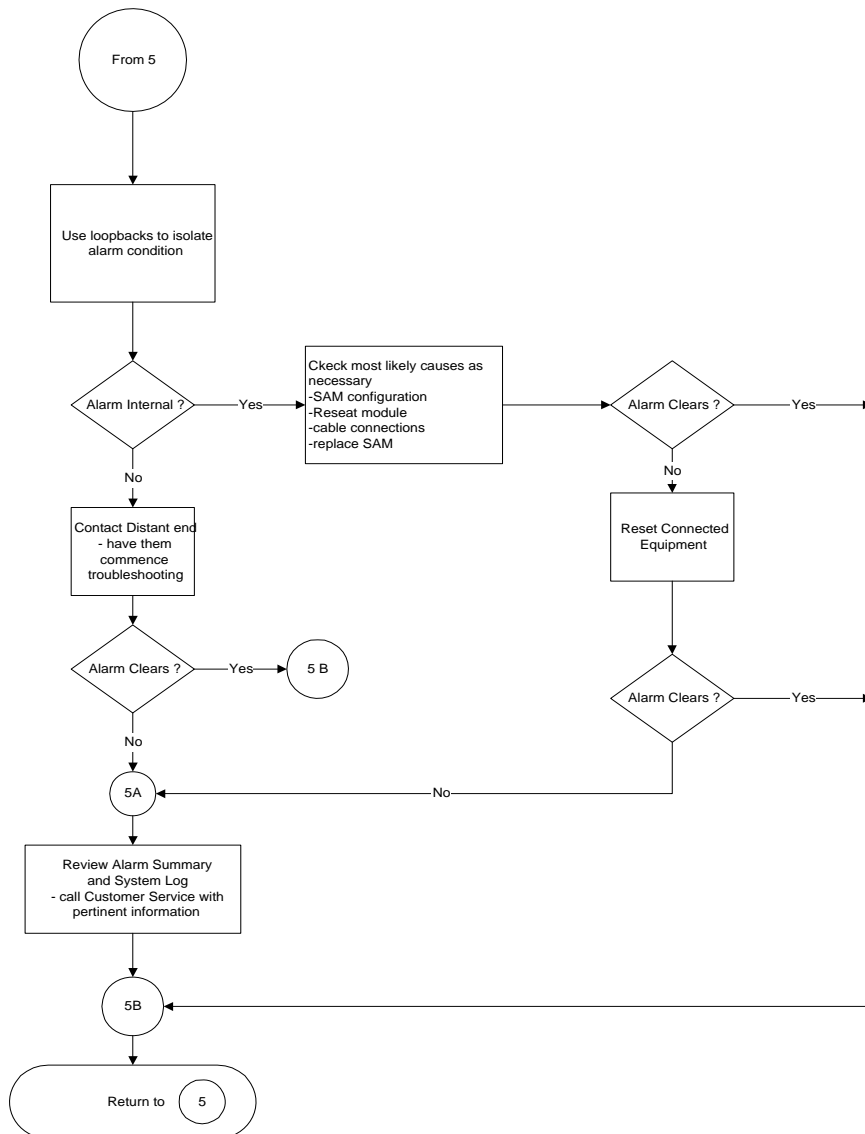 From 5
Use loopbacks to isolate
alarm condition
Alarm Internal ?
Yes
Ckeck most likely causes as
necessary
-SAM configuration
-Reseat module
-cable connections
-replace SAM
Alarm Clears ?
Yes
No
No
Contact Distant end
- have them
commence
troubleshooting
Reset Connected
Equipment
Alarm Clears ?
Yes
5 B
Alarm Clears ?
Yes
No
5A
No
Review Alarm Summary
and System Log
- call Customer Service with
pertinent information
5B
Return to
5